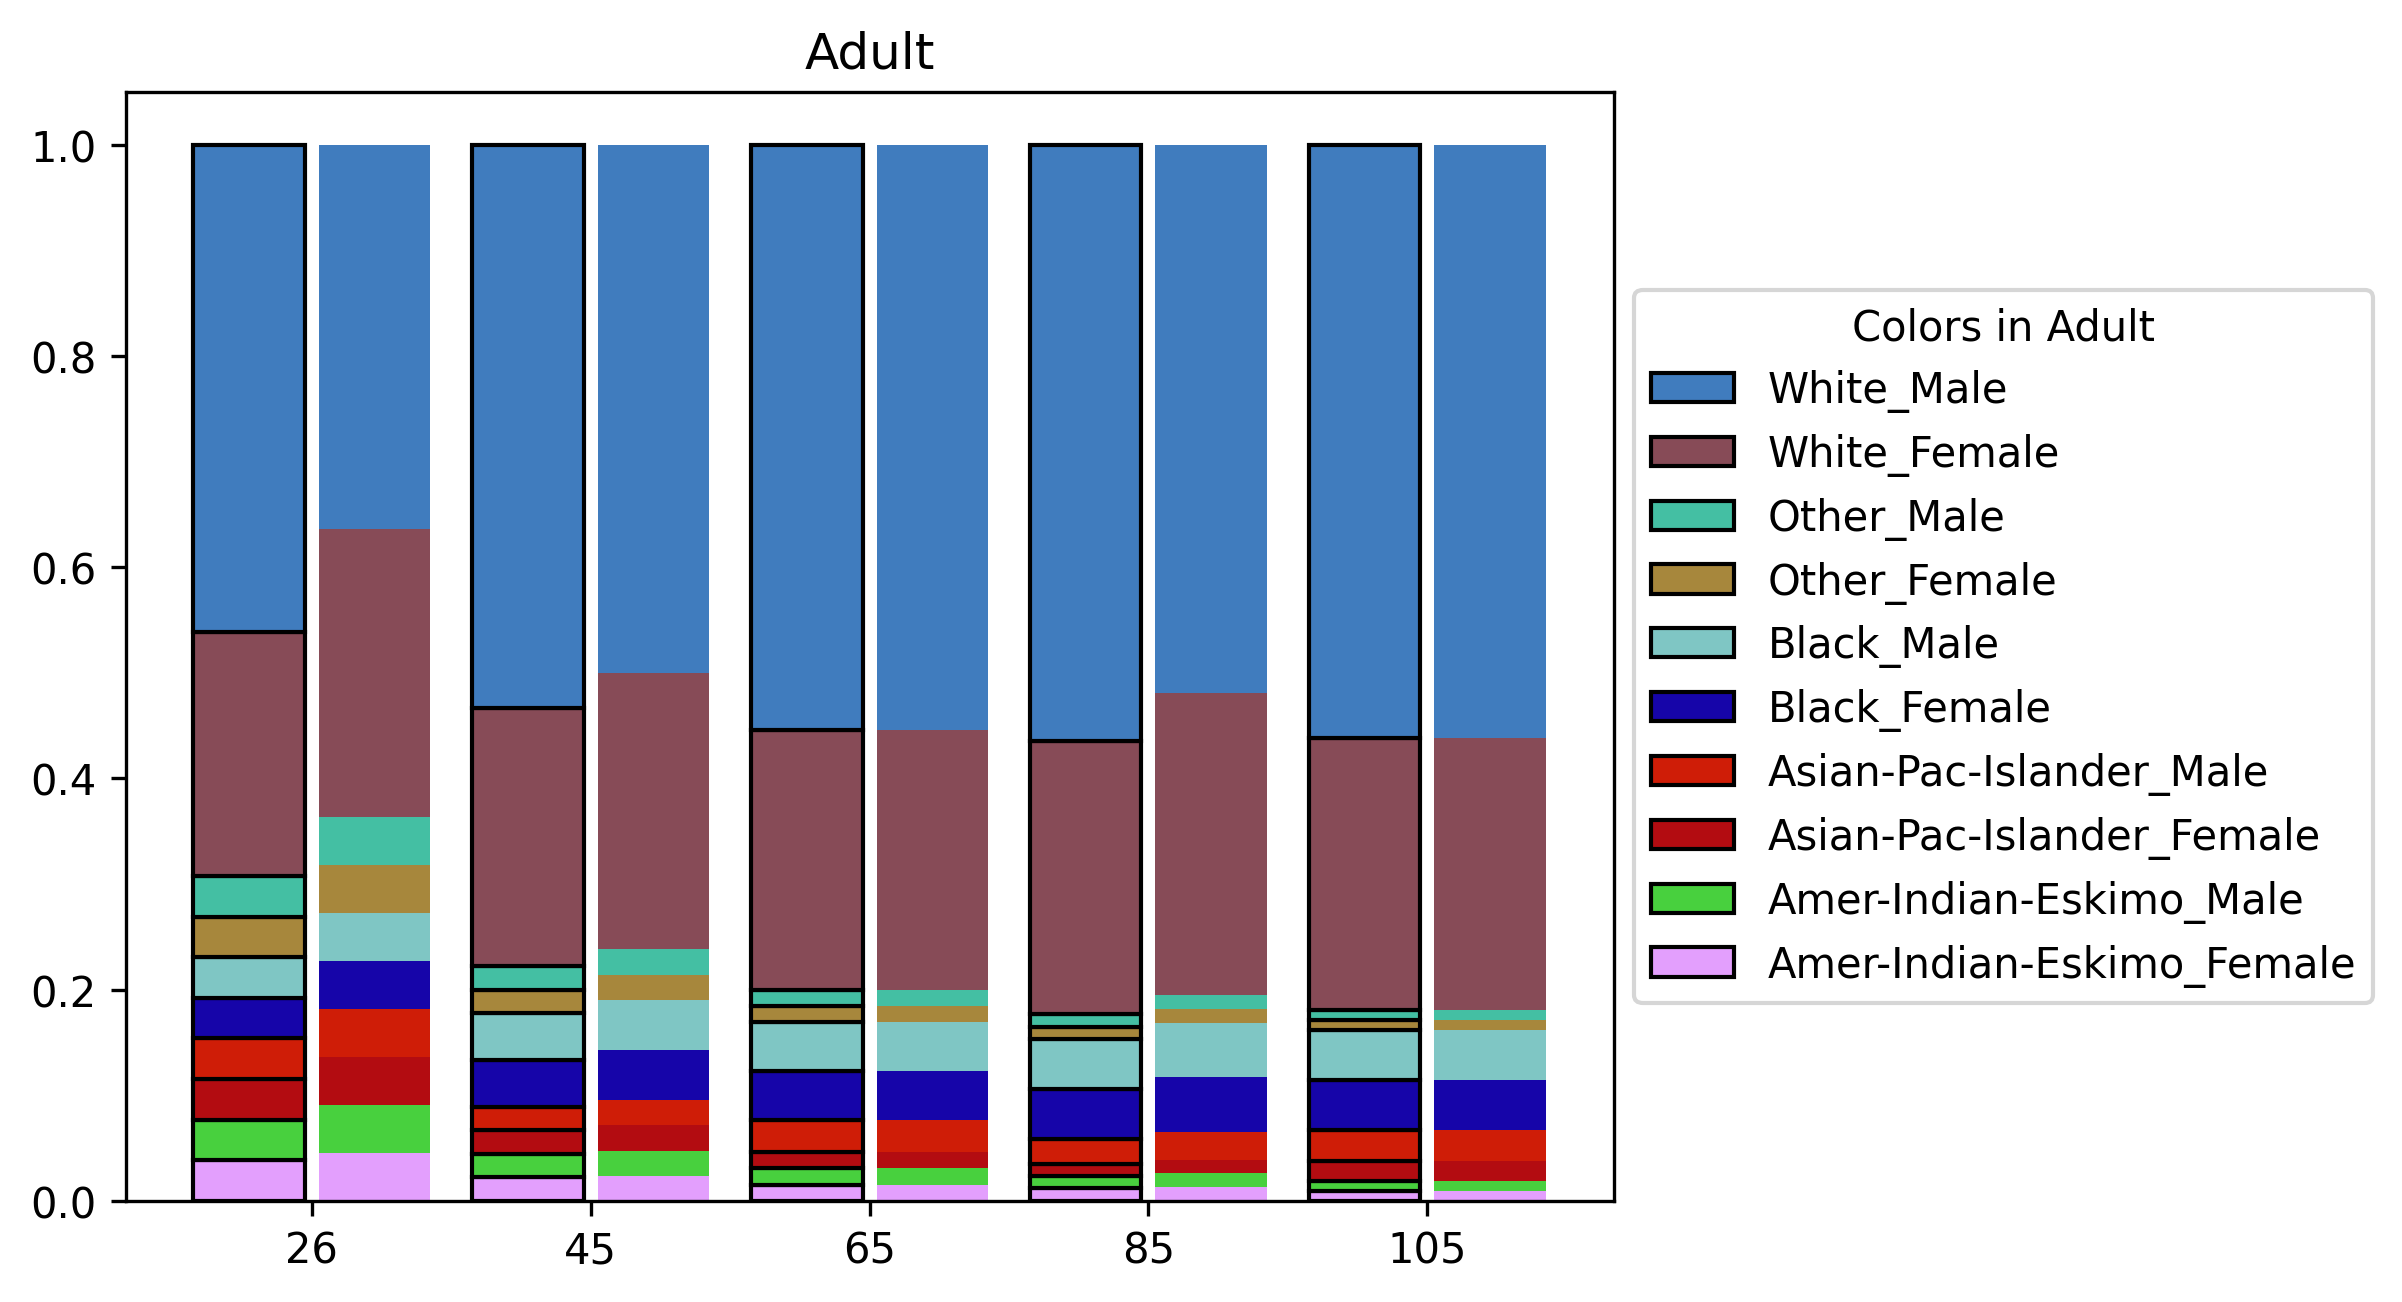 Adult
1.0
0.8
0.6
0.4
0.2
0.0
26 45 65 85 105
Colors in Adult
White_Male
White_Female
Other_Male
Other_Female
Black_Male
Black_Female
Asian-Pac-Islander_Male
Asian-Pac-Islander_Female
Amer-Indian-Eskimo_Male
Amer-Indian-Eskimo_Female